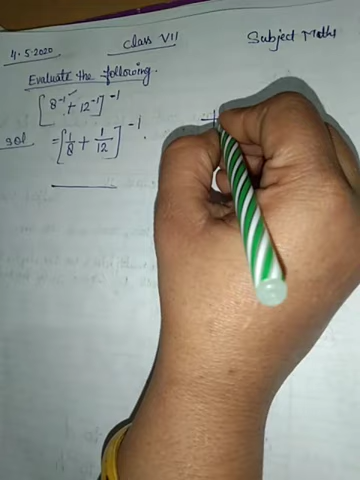 4.5.2020 Class VII Subject Maths
Evaluate the following.
[8⁻¹ + 12⁻¹]⁻¹
Sol = [1/8 + 1/12]⁻¹.